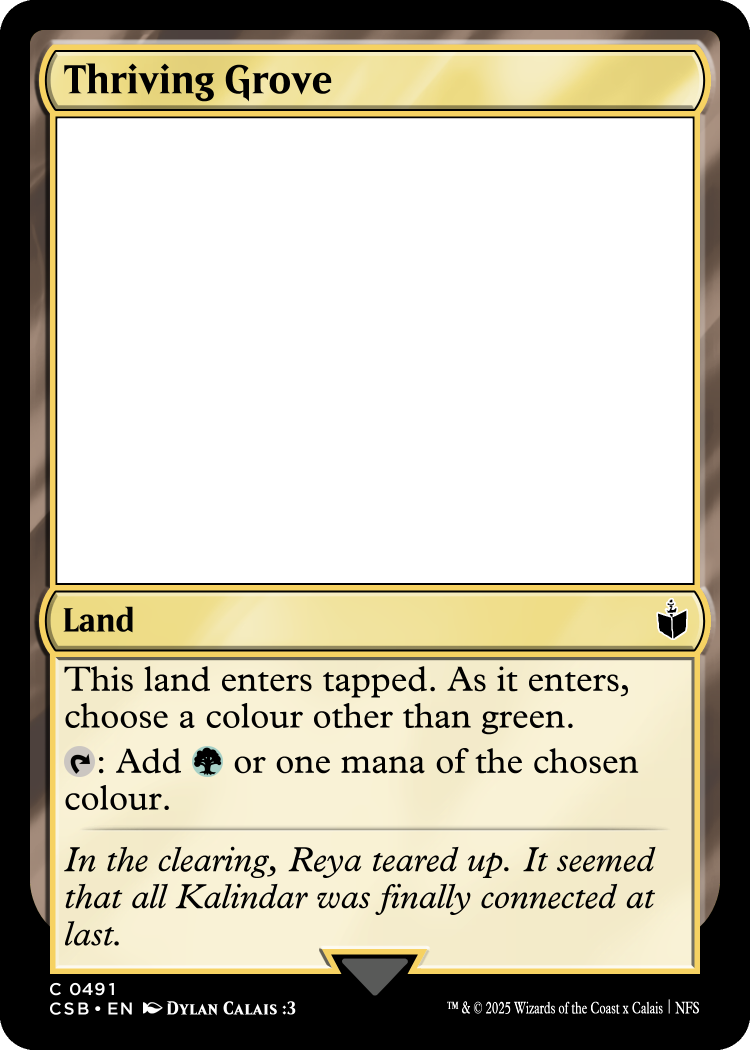 Thriving Grove
Land
This land enters tapped. As it enters,
choose a colour other than green.
: Add or one mana of the chosen
colour.
In the clearing, Reya teared up. It seemed
that all Kalindar was finally connected at
last.
C 0491
CSB • EN DYLAN CALAIS :3
™ & © 2025 Wizards of the Coast x Calais | NFS